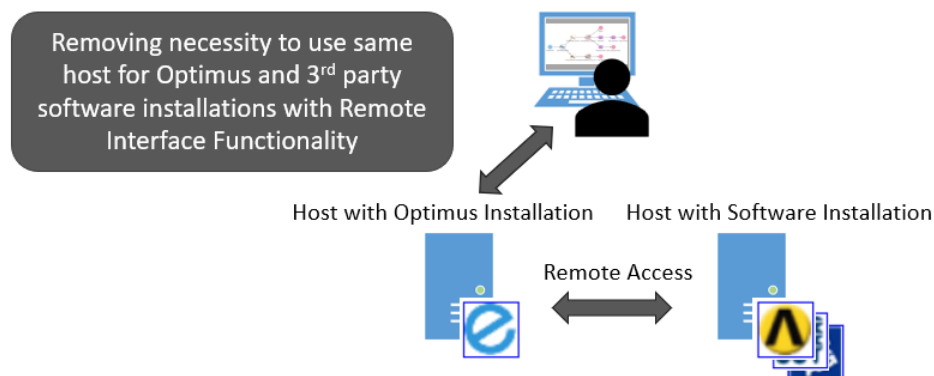 Removing necessity to use same
host for Optimus and 3rd party
software installations with Remote
Interface Functionality
Host with Optimus Installation
Host with Software Installation
Remote Access